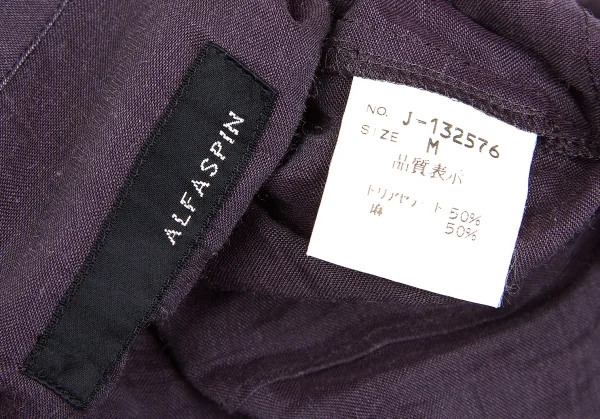 ALFASPIN
NO. J-132576
SIZE M
品質表示
トリアセテート 50%
麻 50%